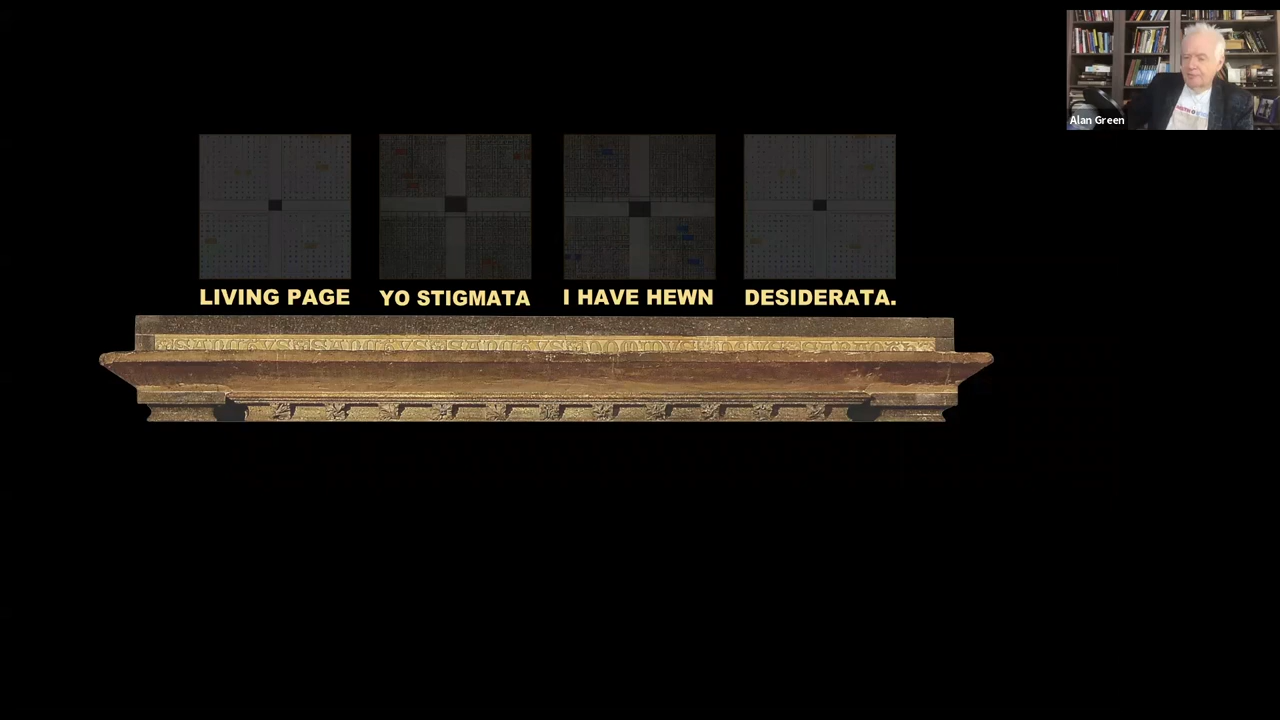 Alan Green
LIVING PAGE YO STIGMATA I HAVE HEWN DESIDERATA.